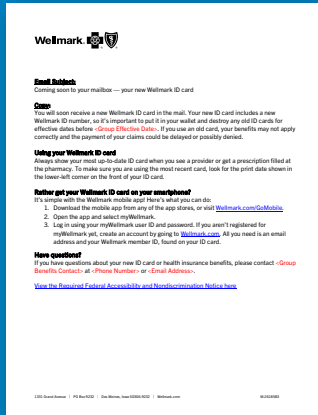 Wellmark.
Email Subject:
Coming soon to your mailbox — your new Wellmark ID card
Copy:
You will soon receive a new Wellmark ID card in the mail. Your new ID card includes a
new Wellmark ID number, so it's important to put it in your wallet and destroy any old ID cards for
effective dates before <Group Effective Date>. If you use an old card, your benefits may not apply
correctly and the payment of your claims could be delayed or possibly denied.
Using your Wellmark ID card
Always show your most up-to-date ID card when you see a provider or get a prescription filled at
the pharmacy. To make sure you are using the most recent card, look for the print date shown in
the lower-left corner on the front of your ID card.
Rather get your Wellmark ID card on your smartphone?
It's simple with the Wellmark mobile app! Here's what you can do:
1. Download the mobile app from any of the app stores, or visit Wellmark.com/GoMobile.
2. Open the app and select myWellmark.
3. Log in using your myWellmark user ID and password. If you aren't registered for
myWellmark yet, create an account by going to Wellmark.com. All you need is an email
address and your Wellmark member ID, found on your ID card.
Have questions?
If you have questions about your new ID card or health insurance benefits, please contact <Group
Benefits Contact> at <Phone Number> or <Email Address>.
View the Required Federal Accessibility and Nondiscrimination Notice here
1331 Grand Avenue | PO Box 9232 | Des Moines, Iowa 50306-9232 | Wellmark.com